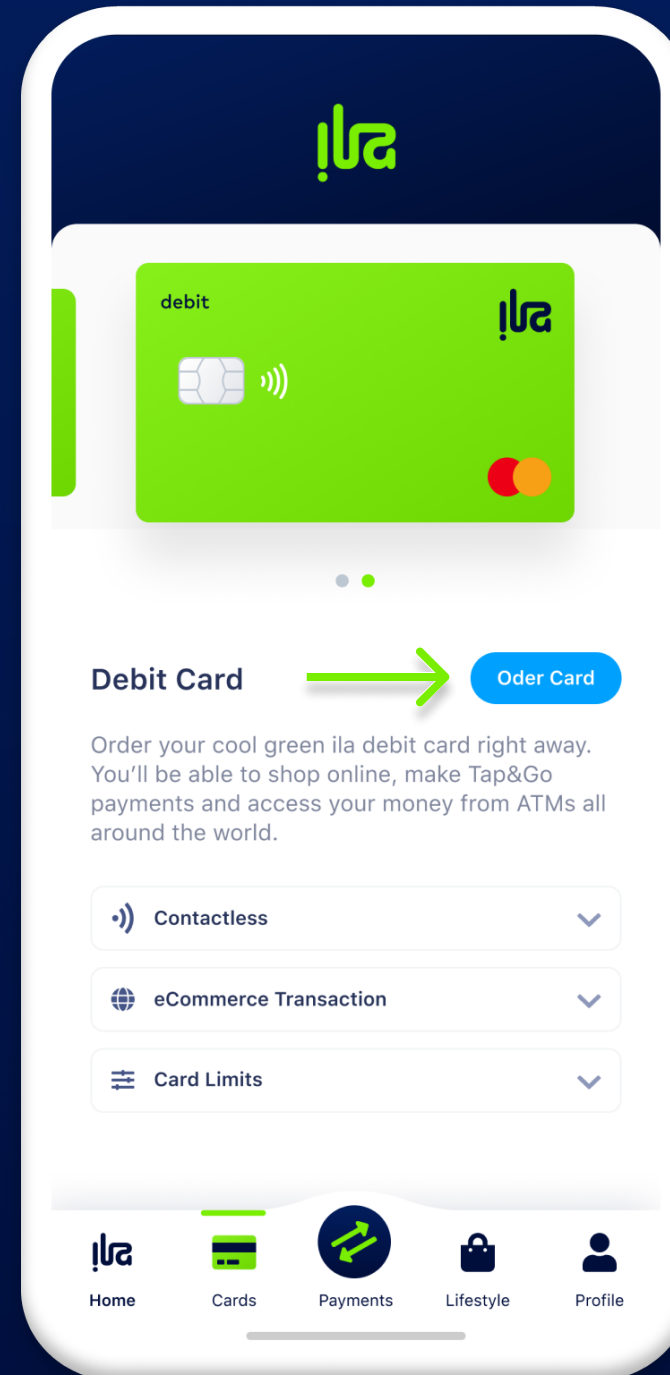 ila
debit
ila
Debit Card
Oder Card
Order your cool green ila debit card right away.
You’ll be able to shop online, make Tap&Go
payments and access your money from ATMs all
around the world.
Contactless
eCommerce Transaction
Card Limits
ila
Home
Cards
Payments
Lifestyle
Profile